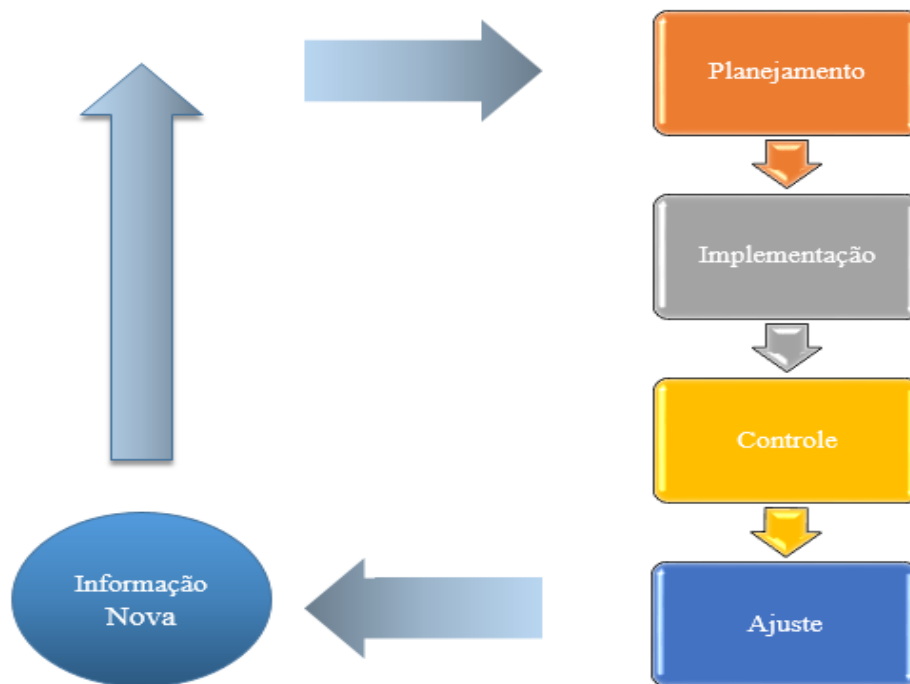 Planejamento
Implementação
Controle
Ajuste
Informação
Nova